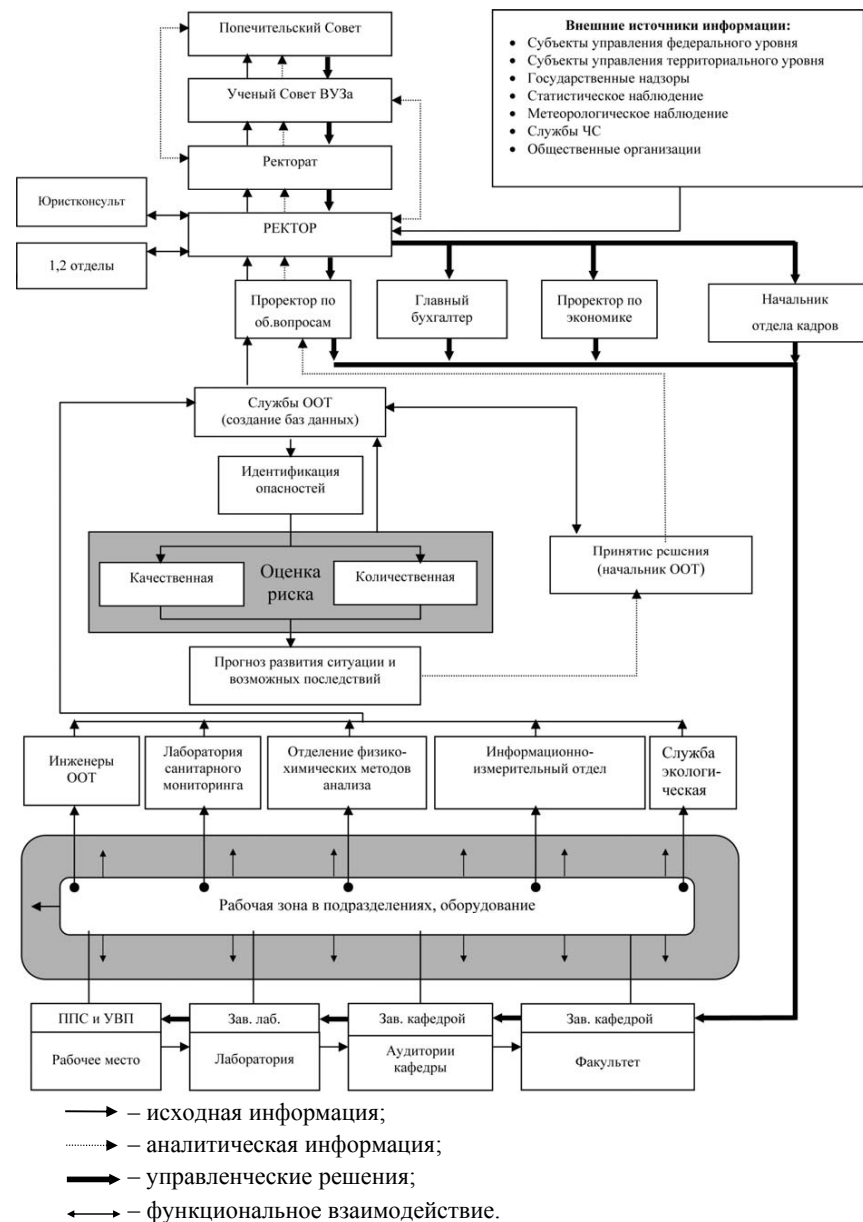 Попечительский Совет
Внешние источники информации:
• Субъекты управления федерального уровня
• Субъекты управления территориального уровня
• Государственные надзоры
• Статистическое наблюдение
• Метеорологическое наблюдение
• Службы ЧС
• Общественные организации
Ученый Совет ВУЗа
Ректорат
Юристконсульт
РЕКТОР
1,2 отделы
Проректор по
об.вопросам
Главный
бухгалтер
Проректор по
экономике
Начальник
отдела кадров
Службы ООТ
(создание баз данных)
Идентификация
опасностей
Оценка
риска
Качественная
Количественная
Принятие решения
(начальник ООТ)
Прогноз развития ситуации и
возможных последствий
Инженеры
ООТ
Лаборатория
санитарного
мониторинга
Отделение физико-
химических методов
анализа
Информационно-
измерительный отдел
Служба
экологи-
ческая
Рабочая зона в подразделениях, оборудование
ППС и УВП
Рабочее место
Зав. лаб.
Лаборатория
Зав. кафедрой
Аудитории
кафедры
Зав. кафедрой
Факультет
– исходная информация;
– аналитическая информация;
– управленческие решения;
– функциональное взаимодействие.